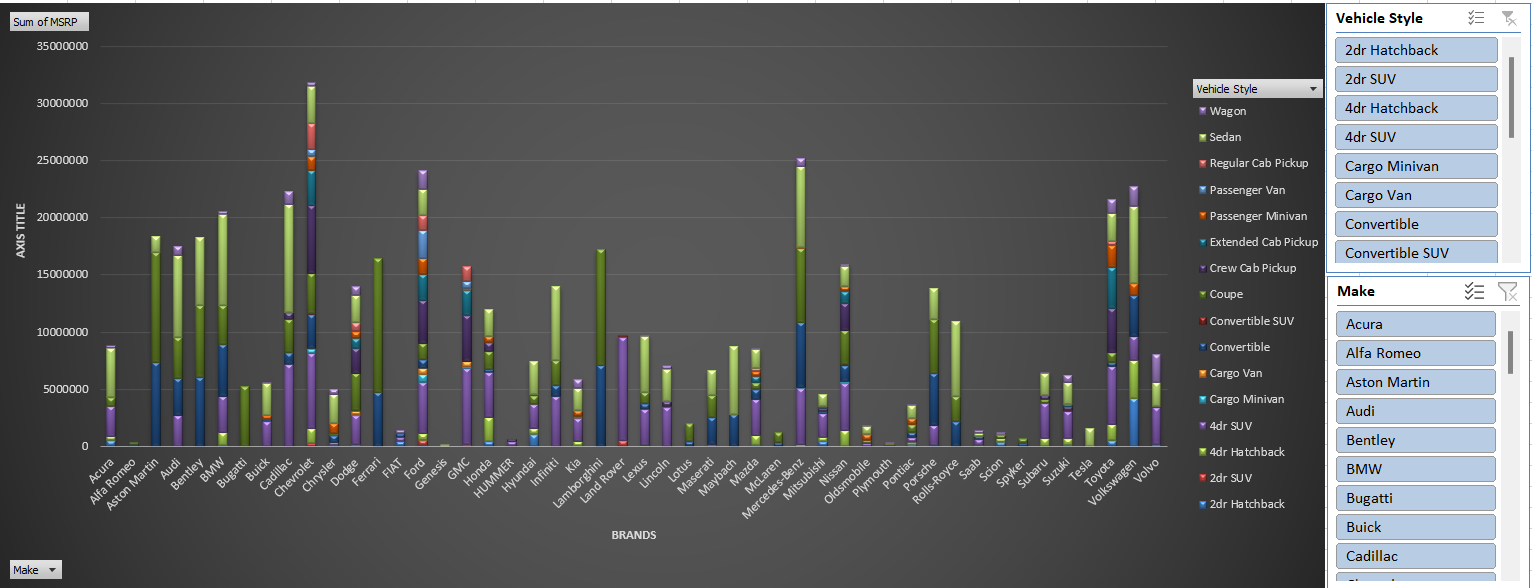 Sum of MSRP
35000000
30000000
25000000
20000000
15000000
10000000
5000000
0
AXIS TITLE
Acura
Alfa Romeo
Aston Martin
Audi
Bentley
BMW
Bugatti
Buick
Cadillac
Chevrolet
Chrysler
Dodge
Ferrari
FIAT
Ford
Genesis
GMC
Honda
HUMMER
Hyundai
Infiniti
Kia
Lamborghini
Land Rover
Lexus
Lincoln
Lotus
Maserati
Maybach
Mazda
McLaren
Mercedes-Benz
Mitsubishi
Nissan
Oldsmobile
Plymouth
Pontiac
Porsche
Rolls-Royce
Saab
Scion
Spyker
Subaru
Suzuki
Tesla
Toyota
Volkswagen
Volvo
BRANDS
Make
Vehicle Style
Wagon
Sedan
Regular Cab Pickup
Passenger Van
Passenger Minivan
Extended Cab Pickup
Crew Cab Pickup
Coupe
Convertible SUV
Convertible
Cargo Van
Cargo Minivan
4dr SUV
4dr Hatchback
2dr SUV
2dr Hatchback
Vehicle Style
2dr Hatchback
2dr SUV
4dr Hatchback
4dr SUV
Cargo Minivan
Cargo Van
Convertible
Convertible SUV
Make
Acura
Alfa Romeo
Aston Martin
Audi
Bentley
BMW
Bugatti
Buick
Cadillac